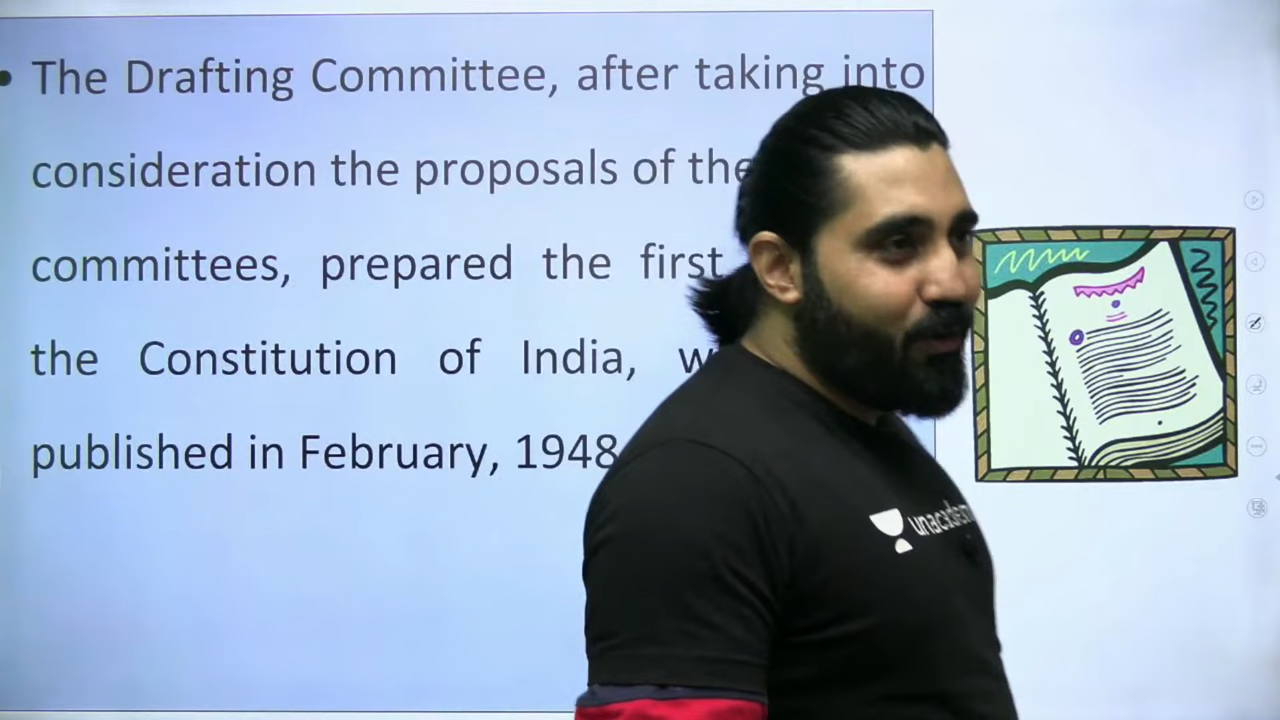 • The Drafting Committee, after taking into
consideration the proposals of the
committees, prepared the first
the Constitution of India,
published in February, 1948
unacademy